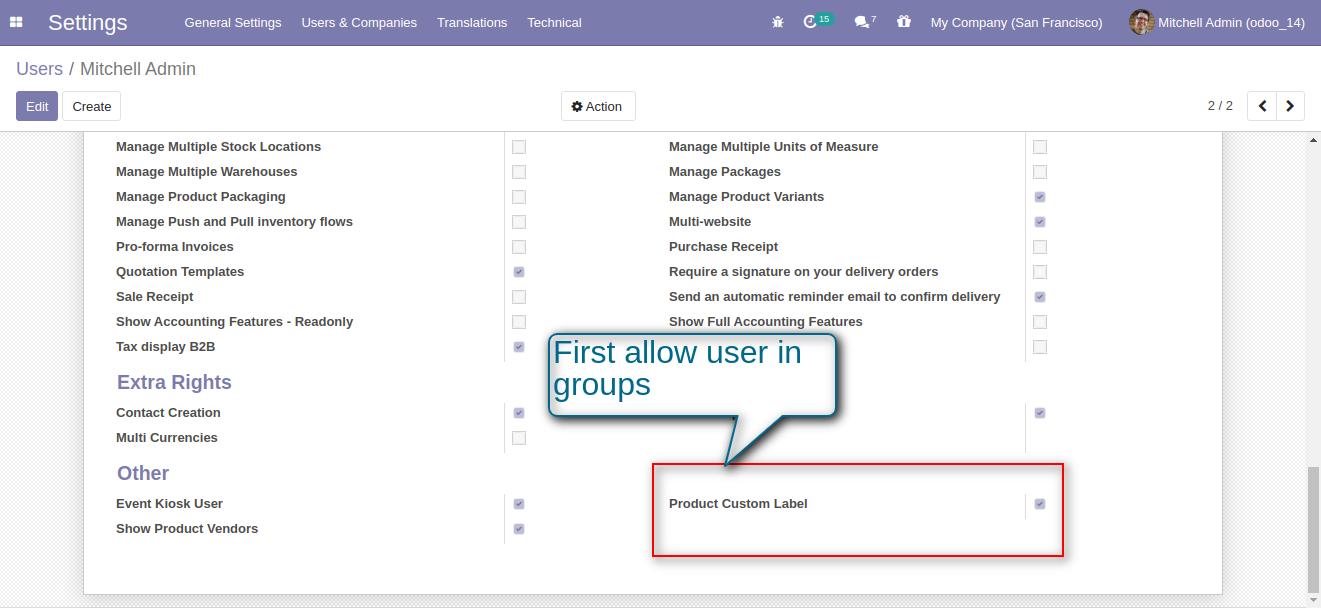 Settings General Settings Users & Companies Translations Technical 15 7 My Company (San Francisco) Mitchell Admin (odoo_14)
Users / Mitchell Admin
Edit Create Action 2 / 2
Manage Multiple Stock Locations Manage Multiple Units of Measure
Manage Multiple Warehouses Manage Packages
Manage Product Packaging Manage Product Variants
Manage Push and Pull inventory flows Multi-website
Pro-forma Invoices Purchase Receipt
Quotation Templates Require a signature on your delivery orders
Sale Receipt Send an automatic reminder email to confirm delivery
Show Accounting Features - Readonly Show Full Accounting Features
Tax display B2B
First allow user in
groups
Extra Rights
Contact Creation
Multi Currencies
Other
Event Kiosk User Product Custom Label
Show Product Vendors